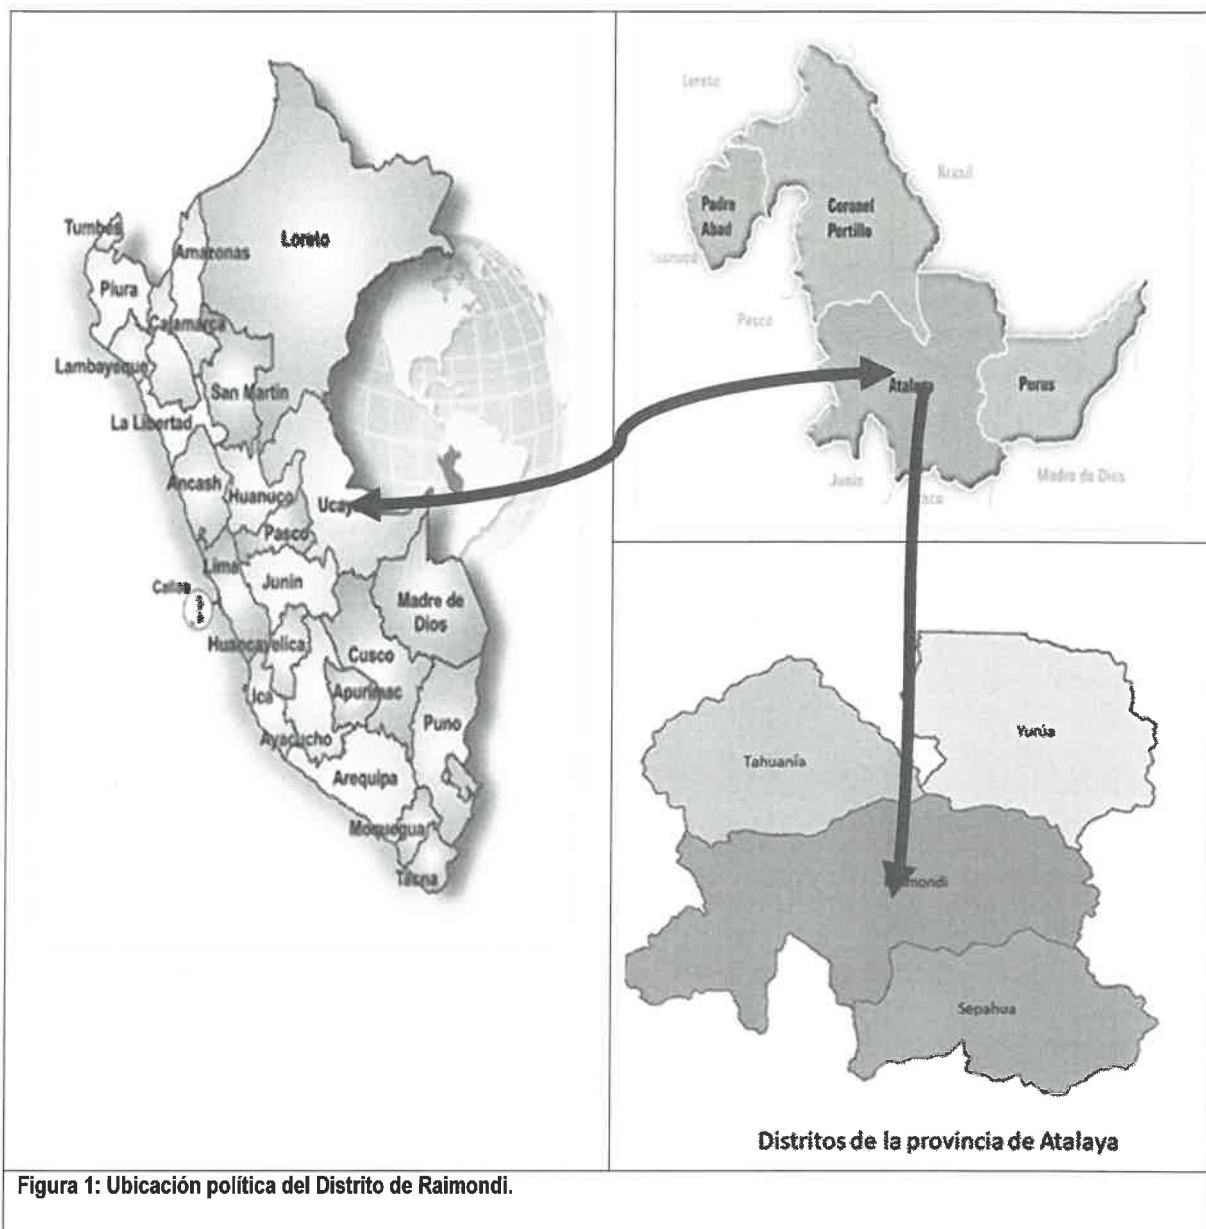 Tumbes
Amazonas
Loreto
Piura
Cajamarca
Lambayeque
San Martin
La Libertad
Ancash
Huanuco
Ucay
Pasco
Lima
Junin
Madre de
Dios
Huancavelica
Cusco
Ica
Apurimac
Puno
Ayacucho
Arequipa
Moquegua
Tacna
Loreto
Brasil
Padre
Abad
Coronel
Portillo
Pasco
Atalaya
Purus
Junin
Madre de Dios
Yurúa
Tahuanía
Sepahua
Distritos de la provincia de Atalaya
Figura 1: Ubicación política del Distrito de Raimondi.